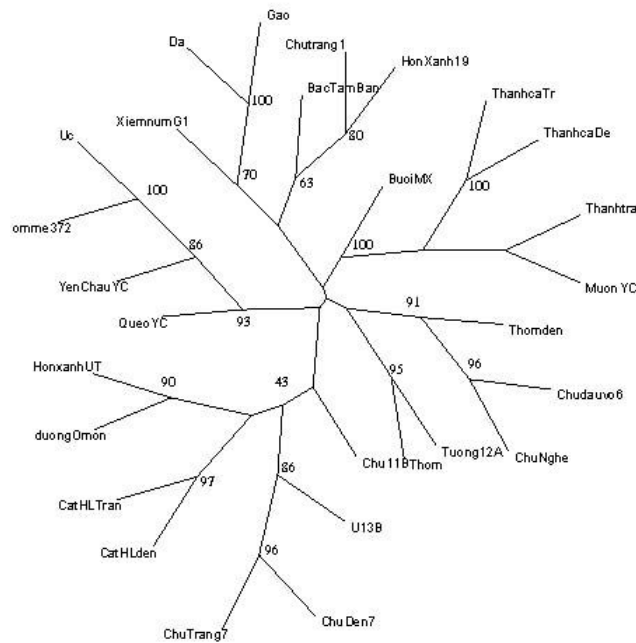 Gao
Da
Chutrang1
HonXanh19
BacTamBan
100
XiemnumG1
80
ThanhcaTr
ThanhcaDe
Uc
70
63
BuoiMX
100
100
Thanhtra
omme372
100
86
YenChauYC
Muon YC
QueoYC
93
91
Thomden
HonxanhUT
90
43
95
96
Chudauvo6
duongOmon
Chu11B
Thom
Tuong12A
ChuNghe
CatHLTran
97
86
U13B
CatHLden
96
ChuTrang7
ChuDen7